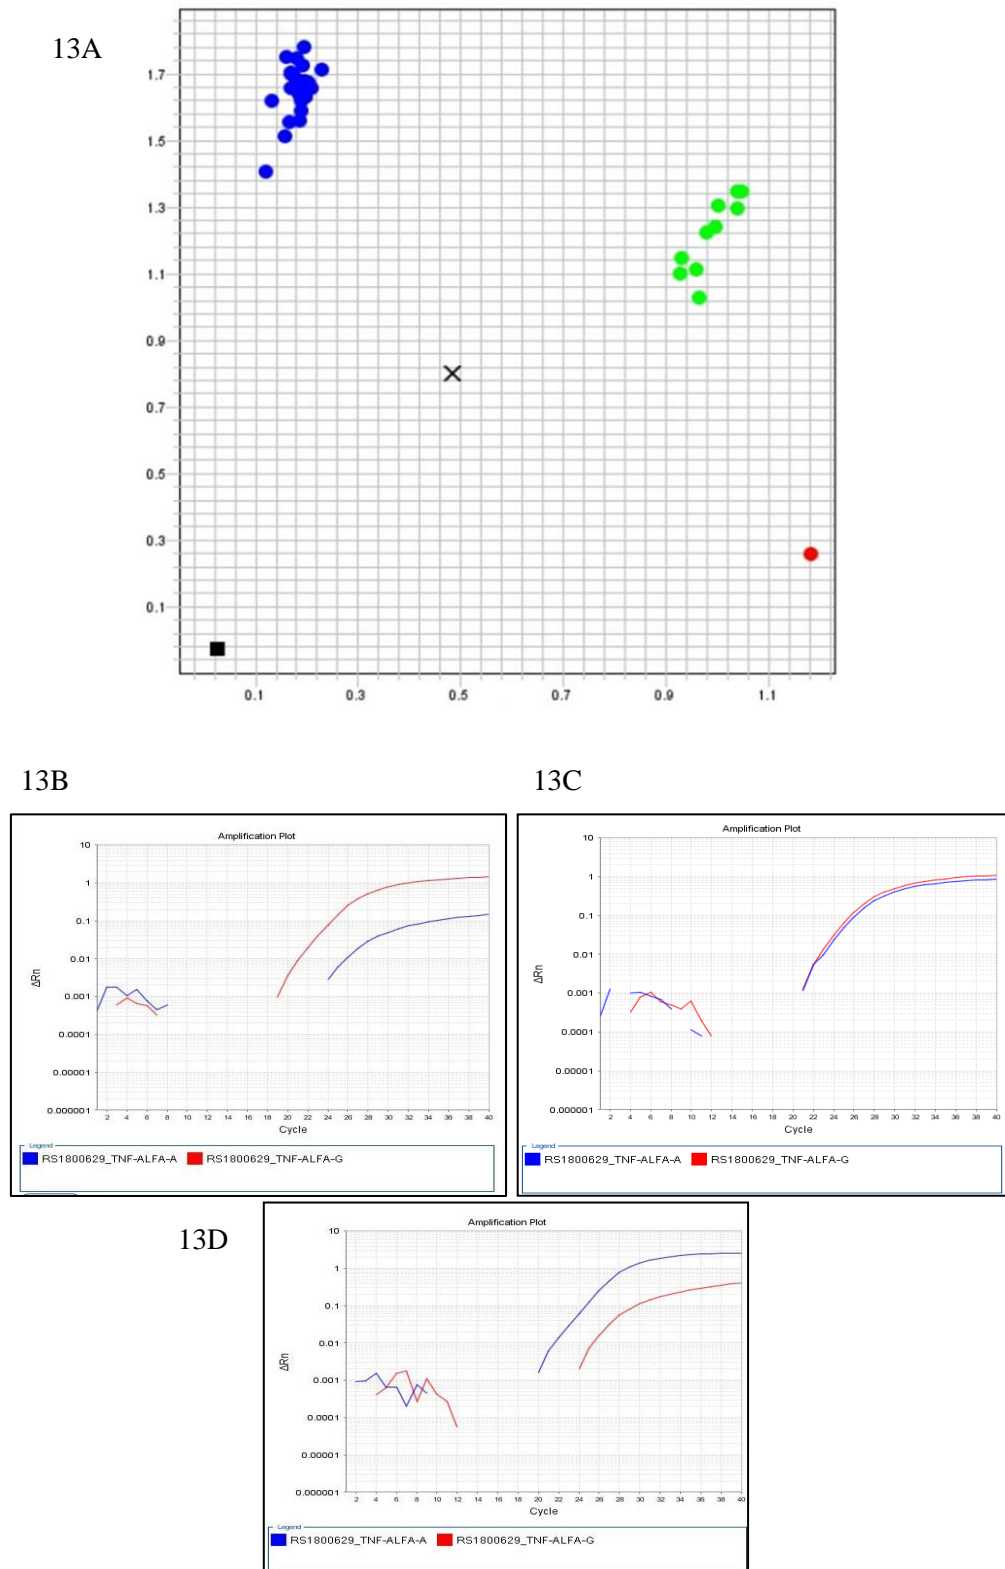 13A
1.7
1.5
1.3
1.1
0.9
0.7
0.5
0.3
0.1
0.1 0.3 0.5 0.7 0.9 1.1
13B
Amplification Plot
10
1
0.1
0.01
0.001
0.0001
0.00001
0.000001
ΔRn
2 4 6 8 10 12 14 16 18 20 22 24 26 28 30 32 34 36 38 40
Cycle
Legend
RS1800629_TNF-ALFA-A RS1800629_TNF-ALFA-G
13C
Amplification Plot
10
1
0.1
0.01
0.001
0.0001
0.00001
0.000001
ΔRn
2 4 6 8 10 12 14 16 18 20 22 24 26 28 30 32 34 36 38 40
Cycle
Legend
RS1800629_TNF-ALFA-A RS1800629_TNF-ALFA-G
13D
Amplification Plot
10
1
0.1
0.01
0.001
0.0001
0.00001
0.000001
ΔRn
2 4 6 8 10 12 14 16 18 20 22 24 26 28 30 32 34 36 38 40
Cycle
Legend
RS1800629_TNF-ALFA-A RS1800629_TNF-ALFA-G